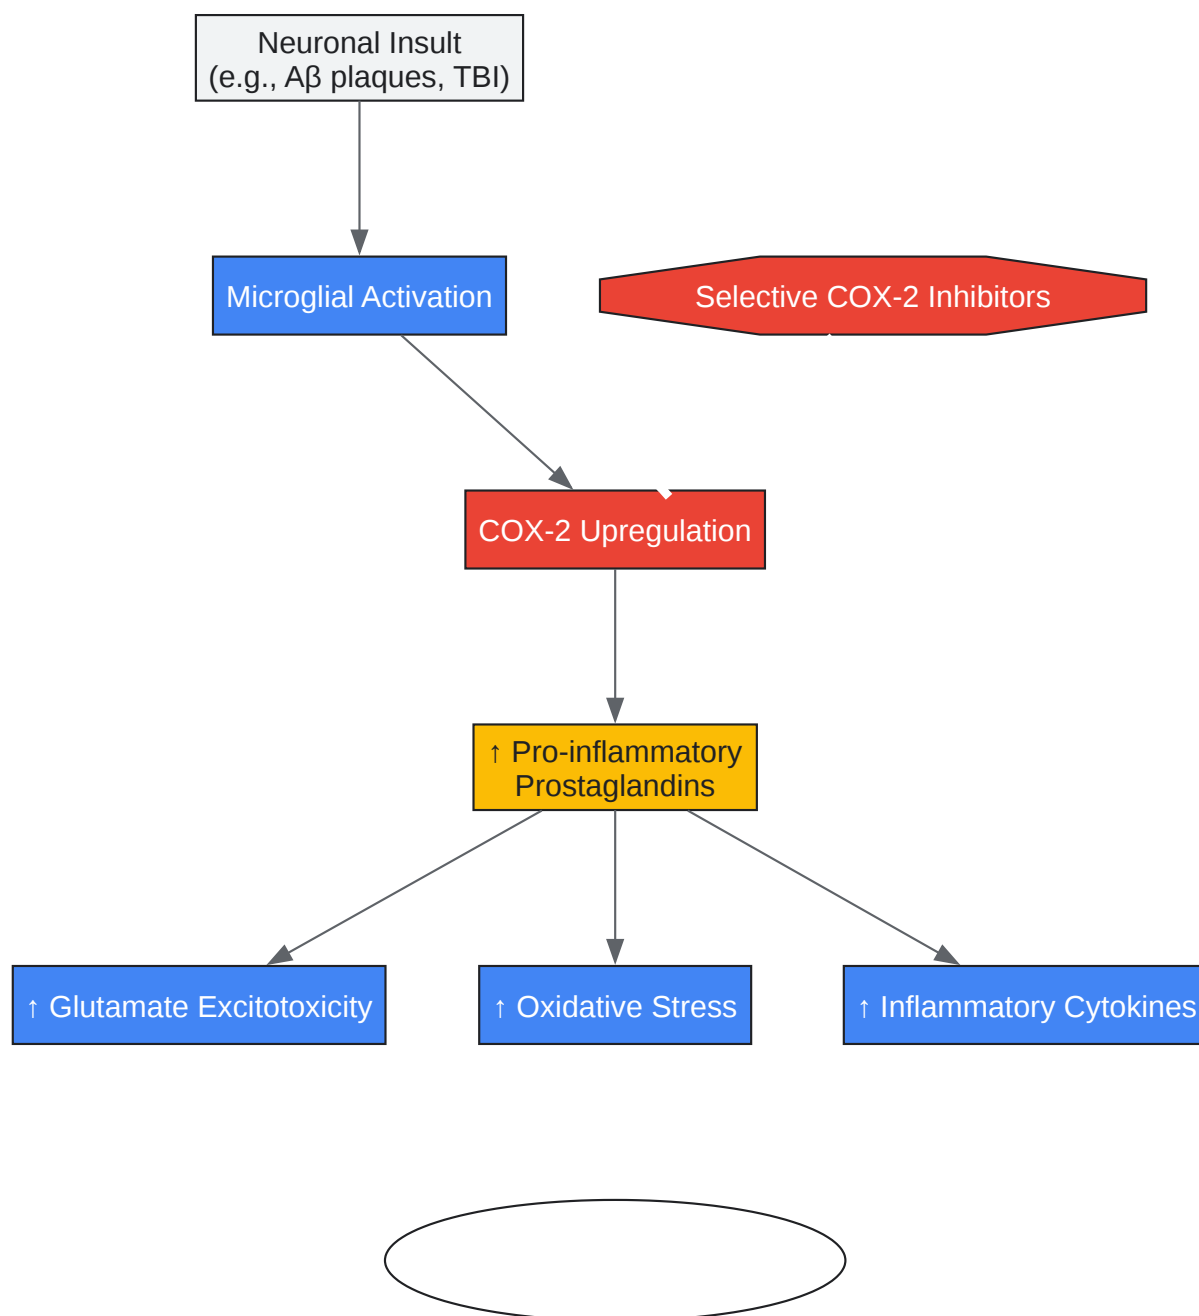 Neuronal Insult
(e.g., Aβ plaques, TBI)
Microglial Activation
Selective COX-2 Inhibitors
COX-2 Upregulation
↑ Pro-inflammatory
Prostaglandins
↑ Glutamate Excitotoxicity
↑ Oxidative Stress
↑ Inflammatory Cytokines